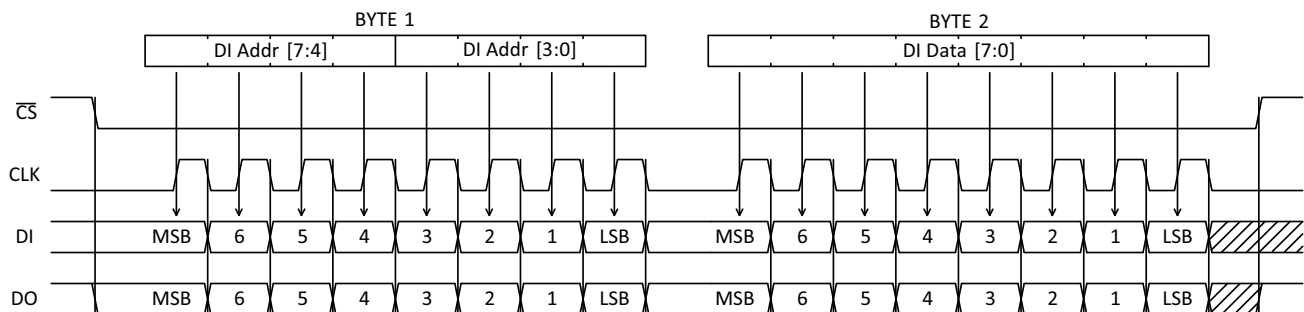 BYTE 1 BYTE 2
DI Addr [7:4] DI Addr [3:0] DI Data [7:0]
CS
CLK
DI MSB 6 5 4 3 2 1 LSB MSB 6 5 4 3 2 1 LSB
DO MSB 6 5 4 3 2 1 LSB MSB 6 5 4 3 2 1 LSB